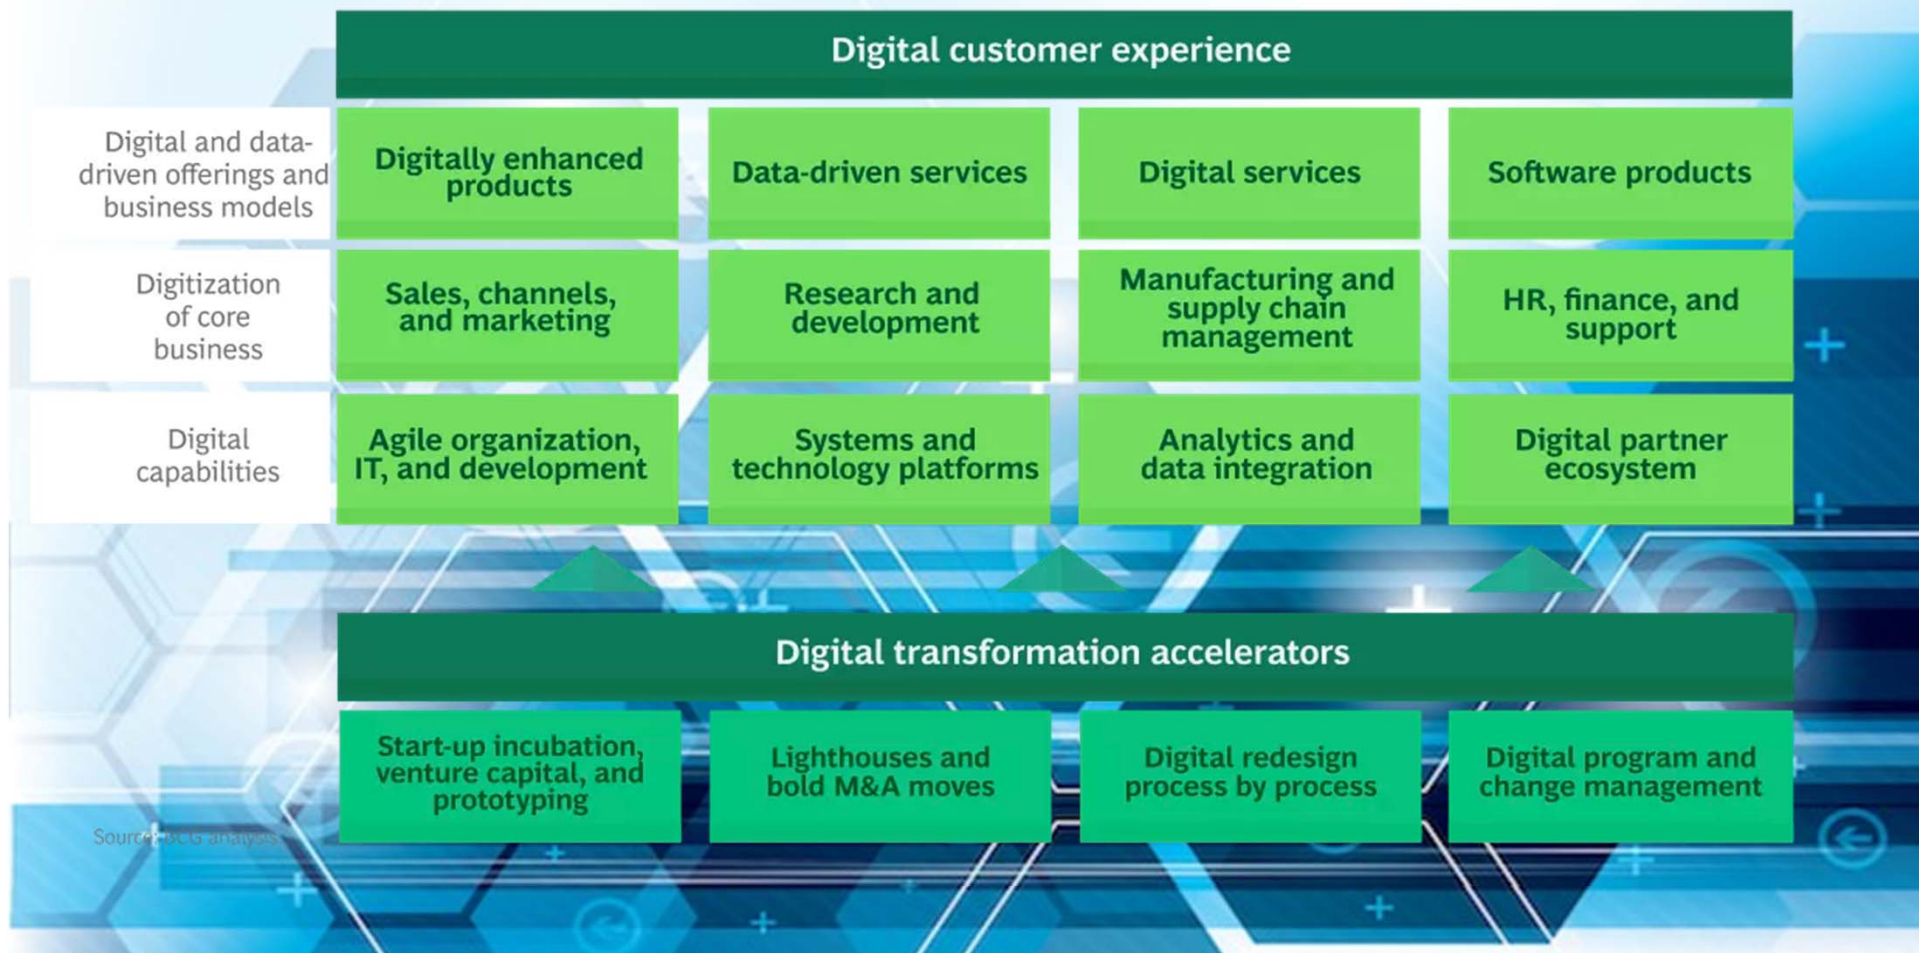 Digital customer experience
Digital and data-
driven offerings and
business models
Digitally enhanced
products
Data-driven services
Digital services
Software products
Digitization
of core
business
Sales, channels,
and marketing
Research and
development
Manufacturing and
supply chain
management
HR, finance, and
support
Digital
capabilities
Agile organization,
IT, and development
Systems and
technology platforms
Analytics and
data integration
Digital partner
ecosystem
Digital transformation accelerators
Start-up incubation,
venture capital, and
prototyping
Lighthouses and
bold M&A moves
Digital redesign
process by process
Digital program and
change management
Source: BCG analysis.